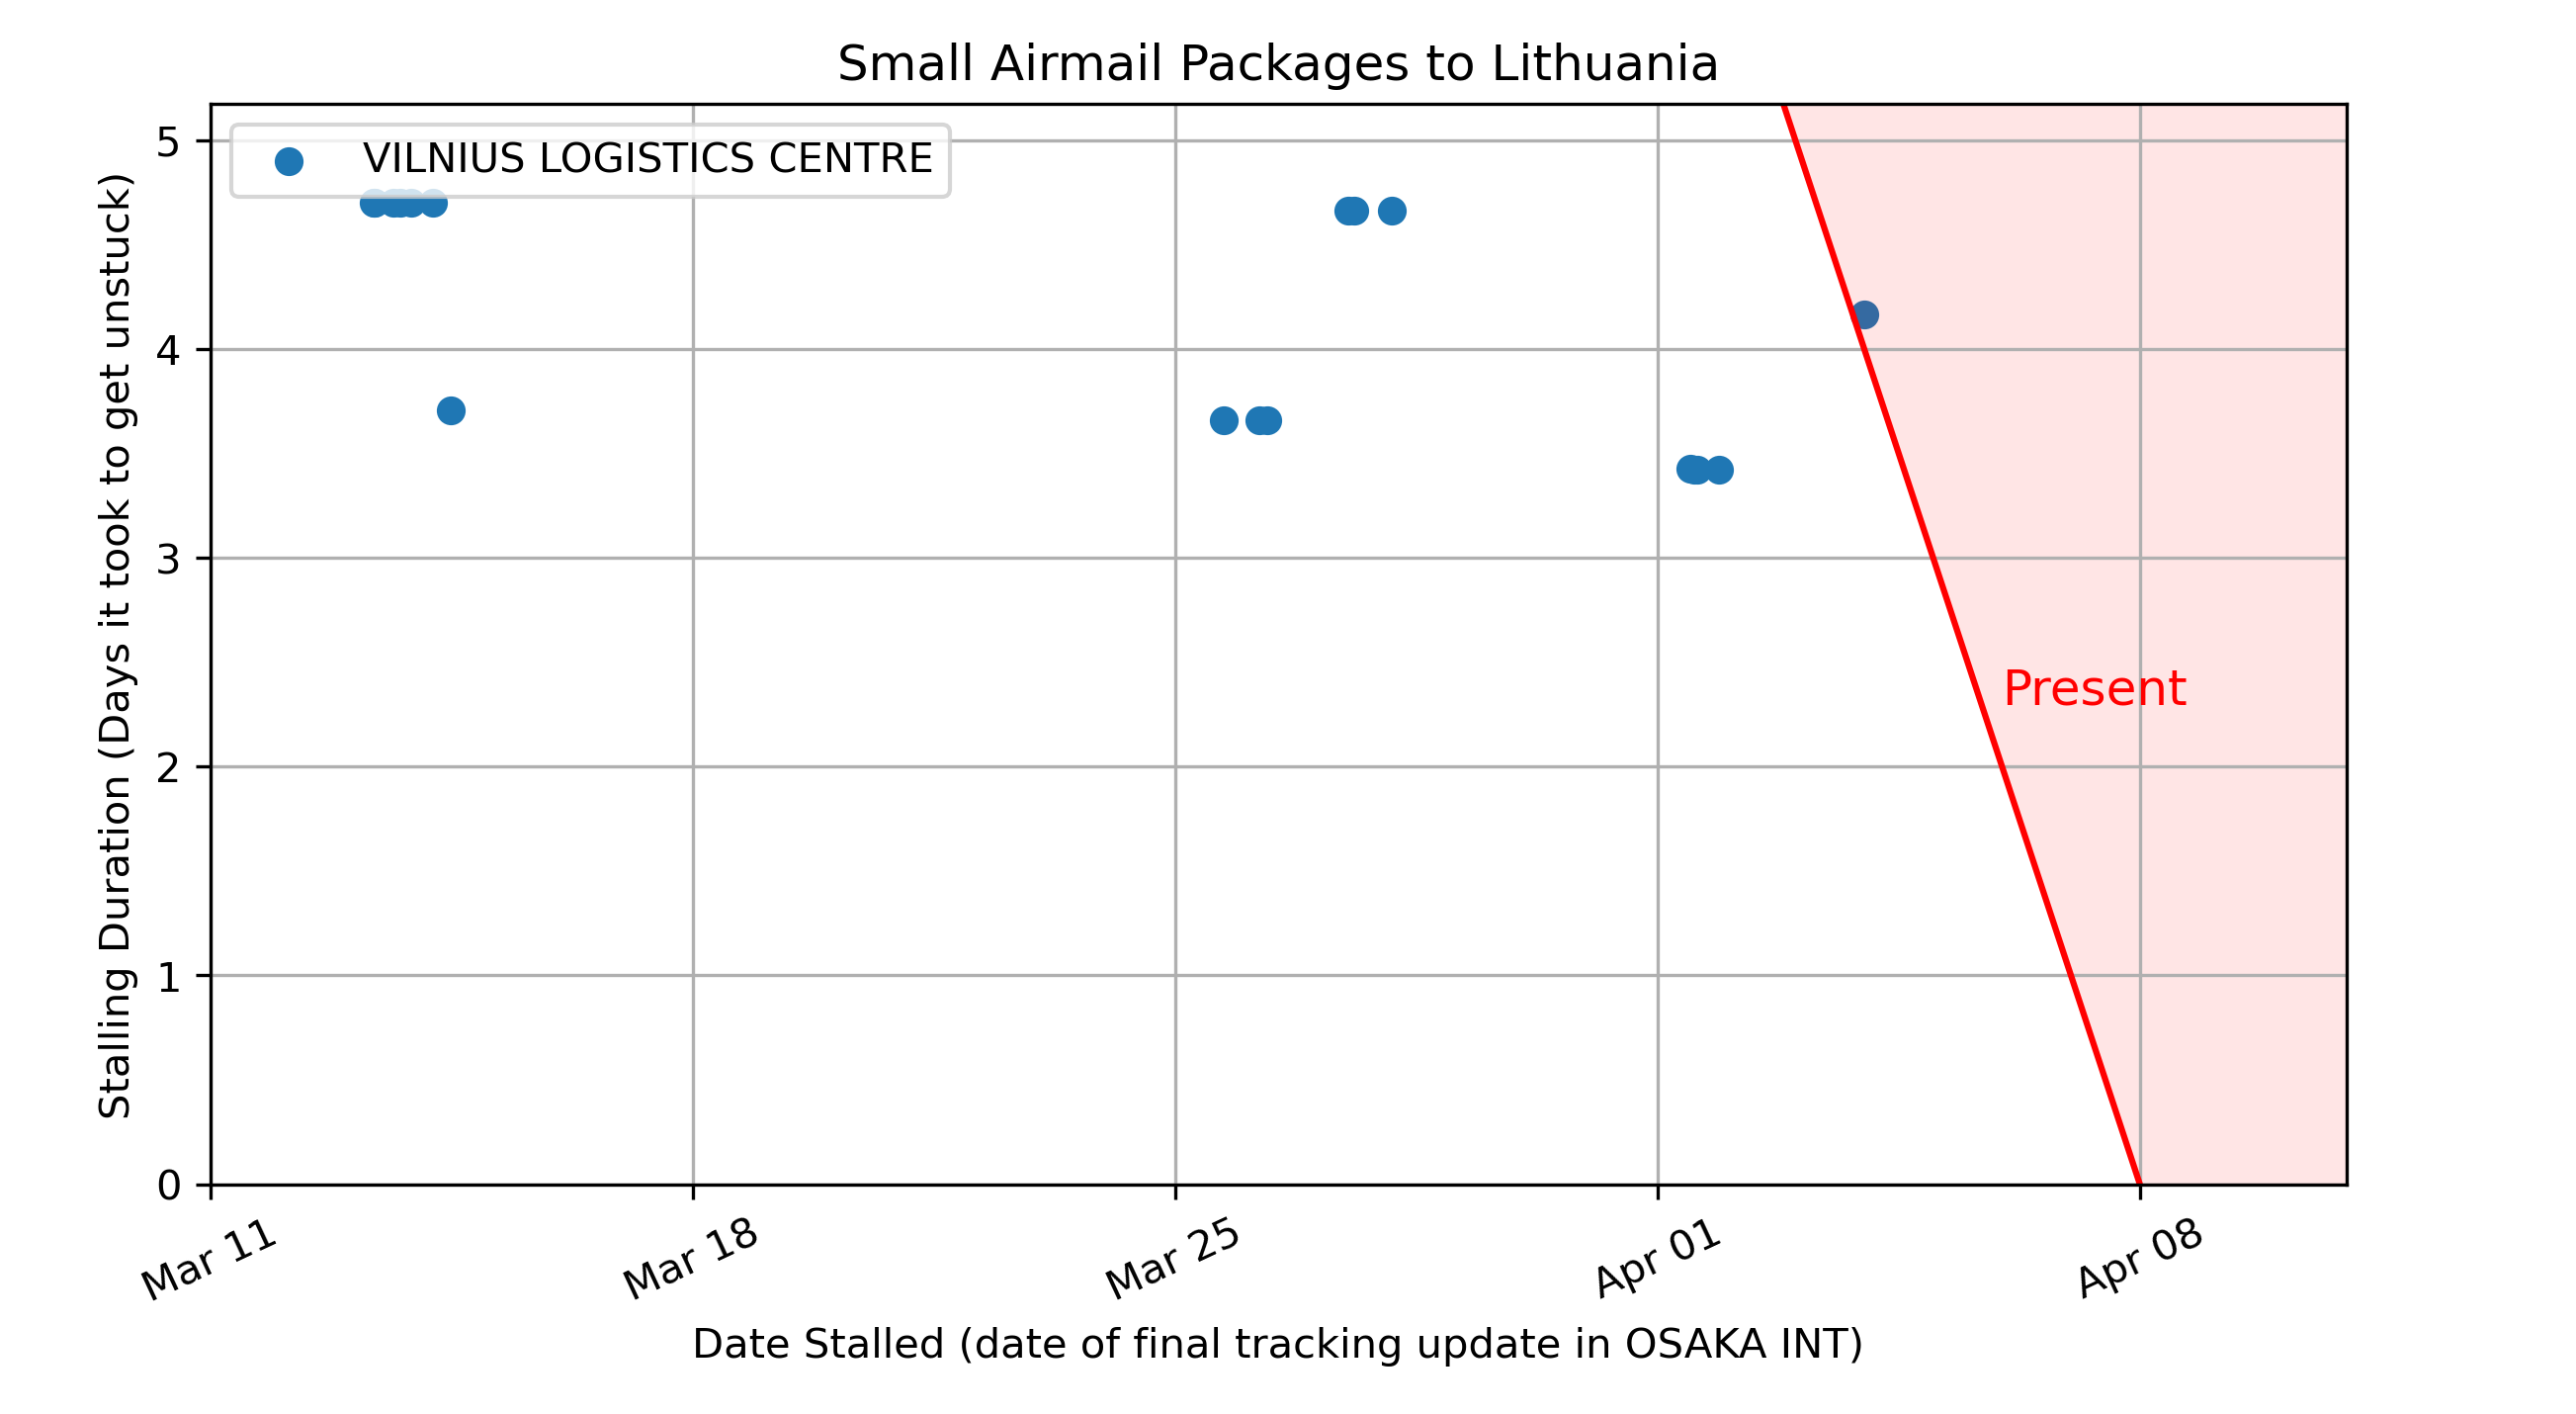 Small Airmail Packages to Lithuania
VILNIUS LOGISTICS CENTRE
Stalling Duration (Days it took to get unstuck)
5
4
3
2
1
0
Present
Mar 11
Mar 18
Mar 25
Apr 01
Apr 08
Date Stalled (date of final tracking update in OSAKA INT)